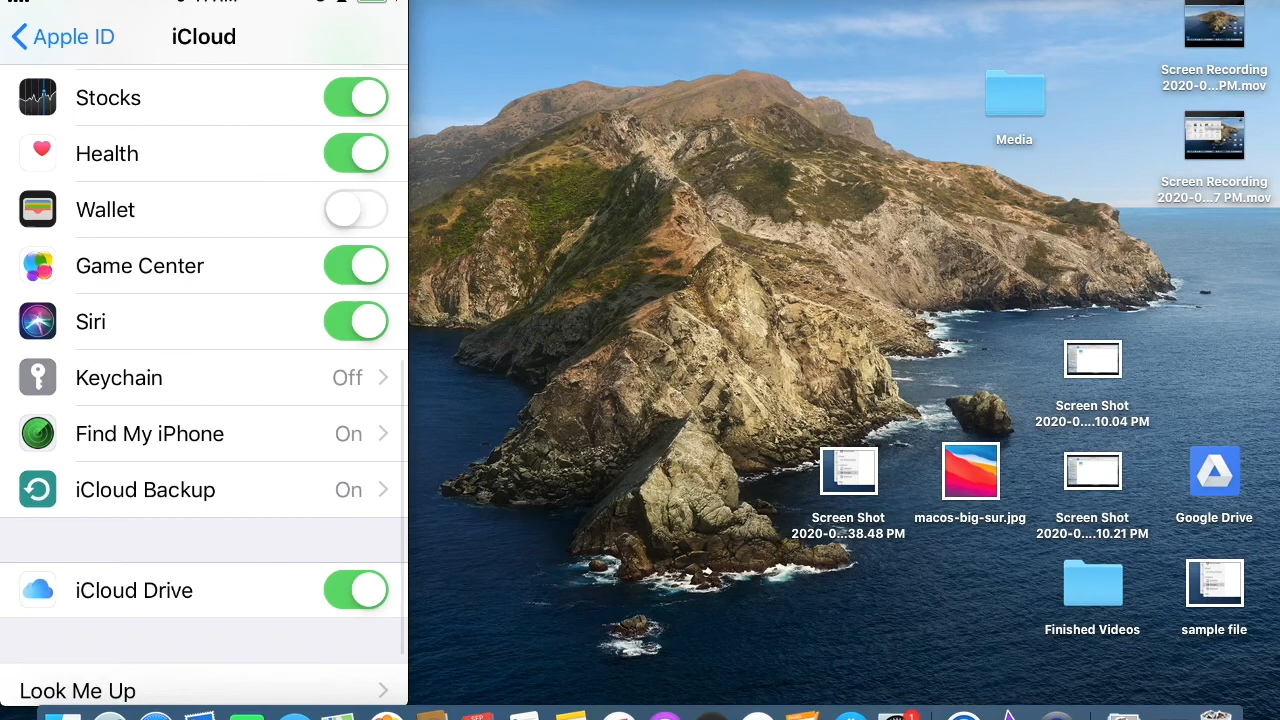 Apple ID
iCloud
Stocks
Health
Wallet
Game Center
Siri
Keychain
Off
Find My iPhone
On
iCloud Backup
On
iCloud Drive
Look Me Up
Screen Recording
2020-0...PM.mov
Media
Screen Recording
2020-0...7 PM.mov
Screen Shot
2020-0....10.04 PM
Screen Shot
2020-0...38.48 PM
macos-big-sur.jpg
Screen Shot
2020-0....10.21 PM
Google Drive
Finished Videos
sample file
SEP
1